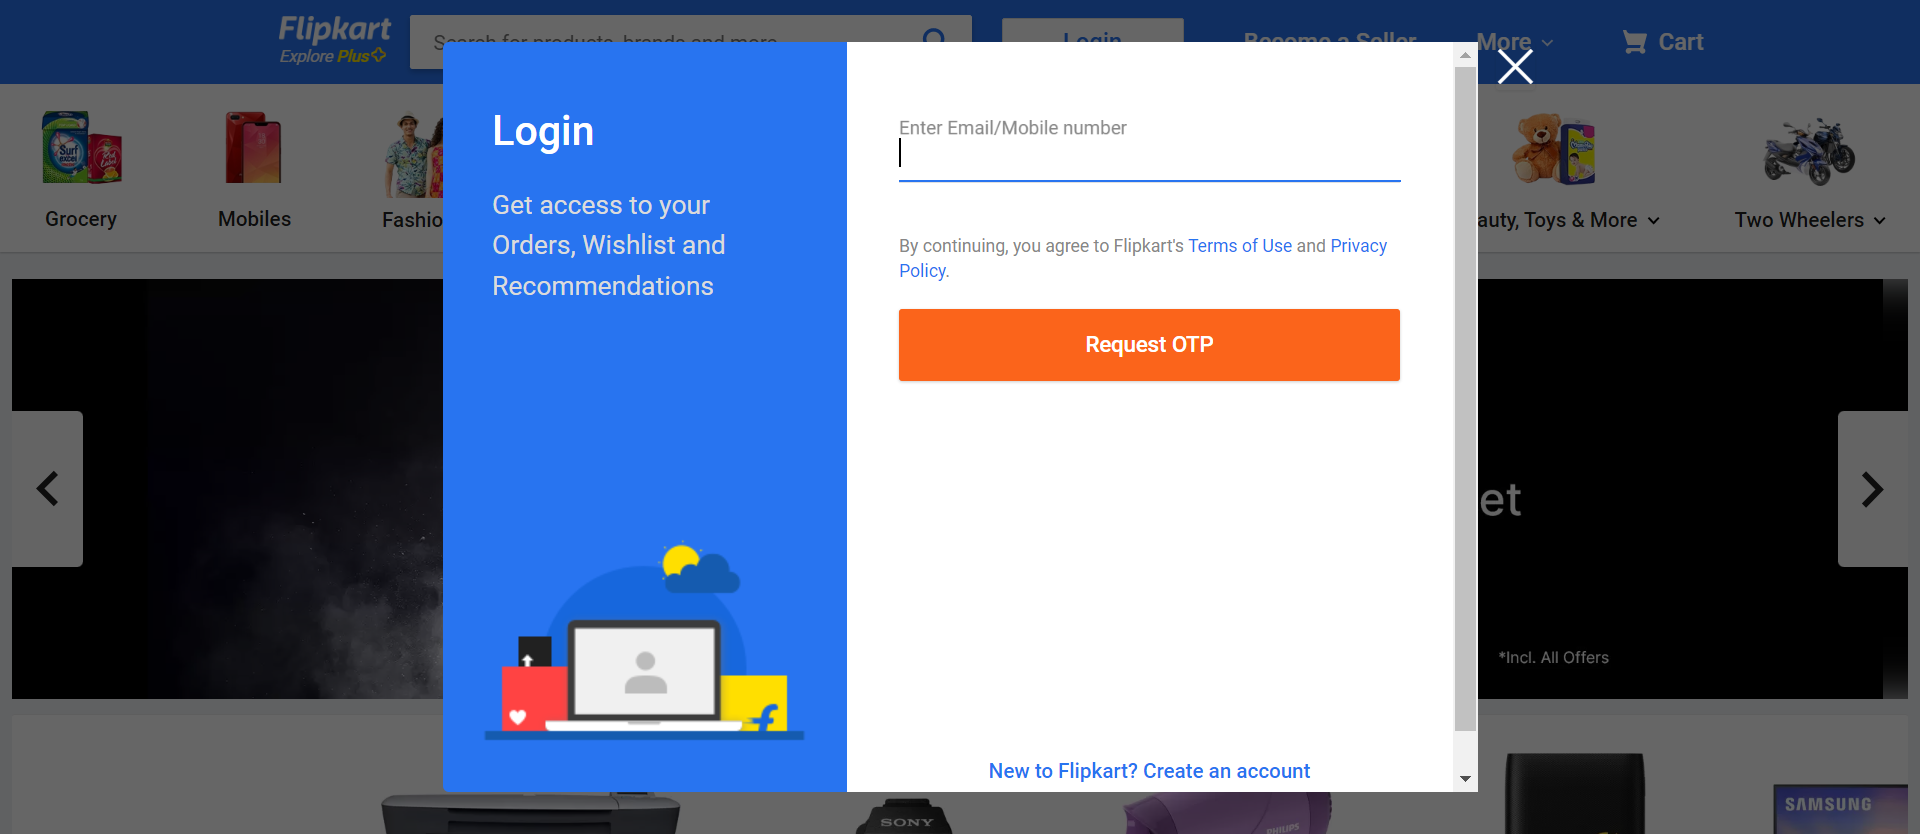 Flipkart
Explore Plus
Search for products, brands and more
Login
Become a Seller
More
Cart
Grocery
Mobiles
Fashio
auty, Toys & More
Two Wheelers
Login
Get access to your
Orders, Wishlist and
Recommendations
Enter Email/Mobile number
By continuing, you agree to Flipkart's Terms of Use and Privacy
Policy.
Request OTP
New to Flipkart? Create an account
et
*Incl. All Offers
SONY
PHILIPS
SAMSUNG
Surf
excel